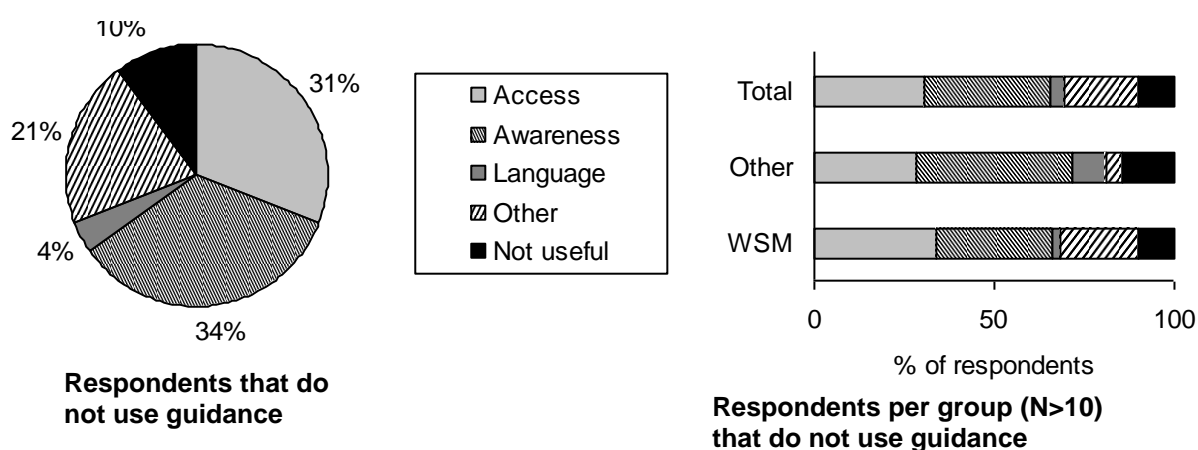 10%
31%
21%
4%
34%
Respondents that do
not use guidance
Access
Awareness
Language
Other
Not useful
Total
Other
WSM
0 50 100
% of respondents
Respondents per group (N>10)
that do not use guidance